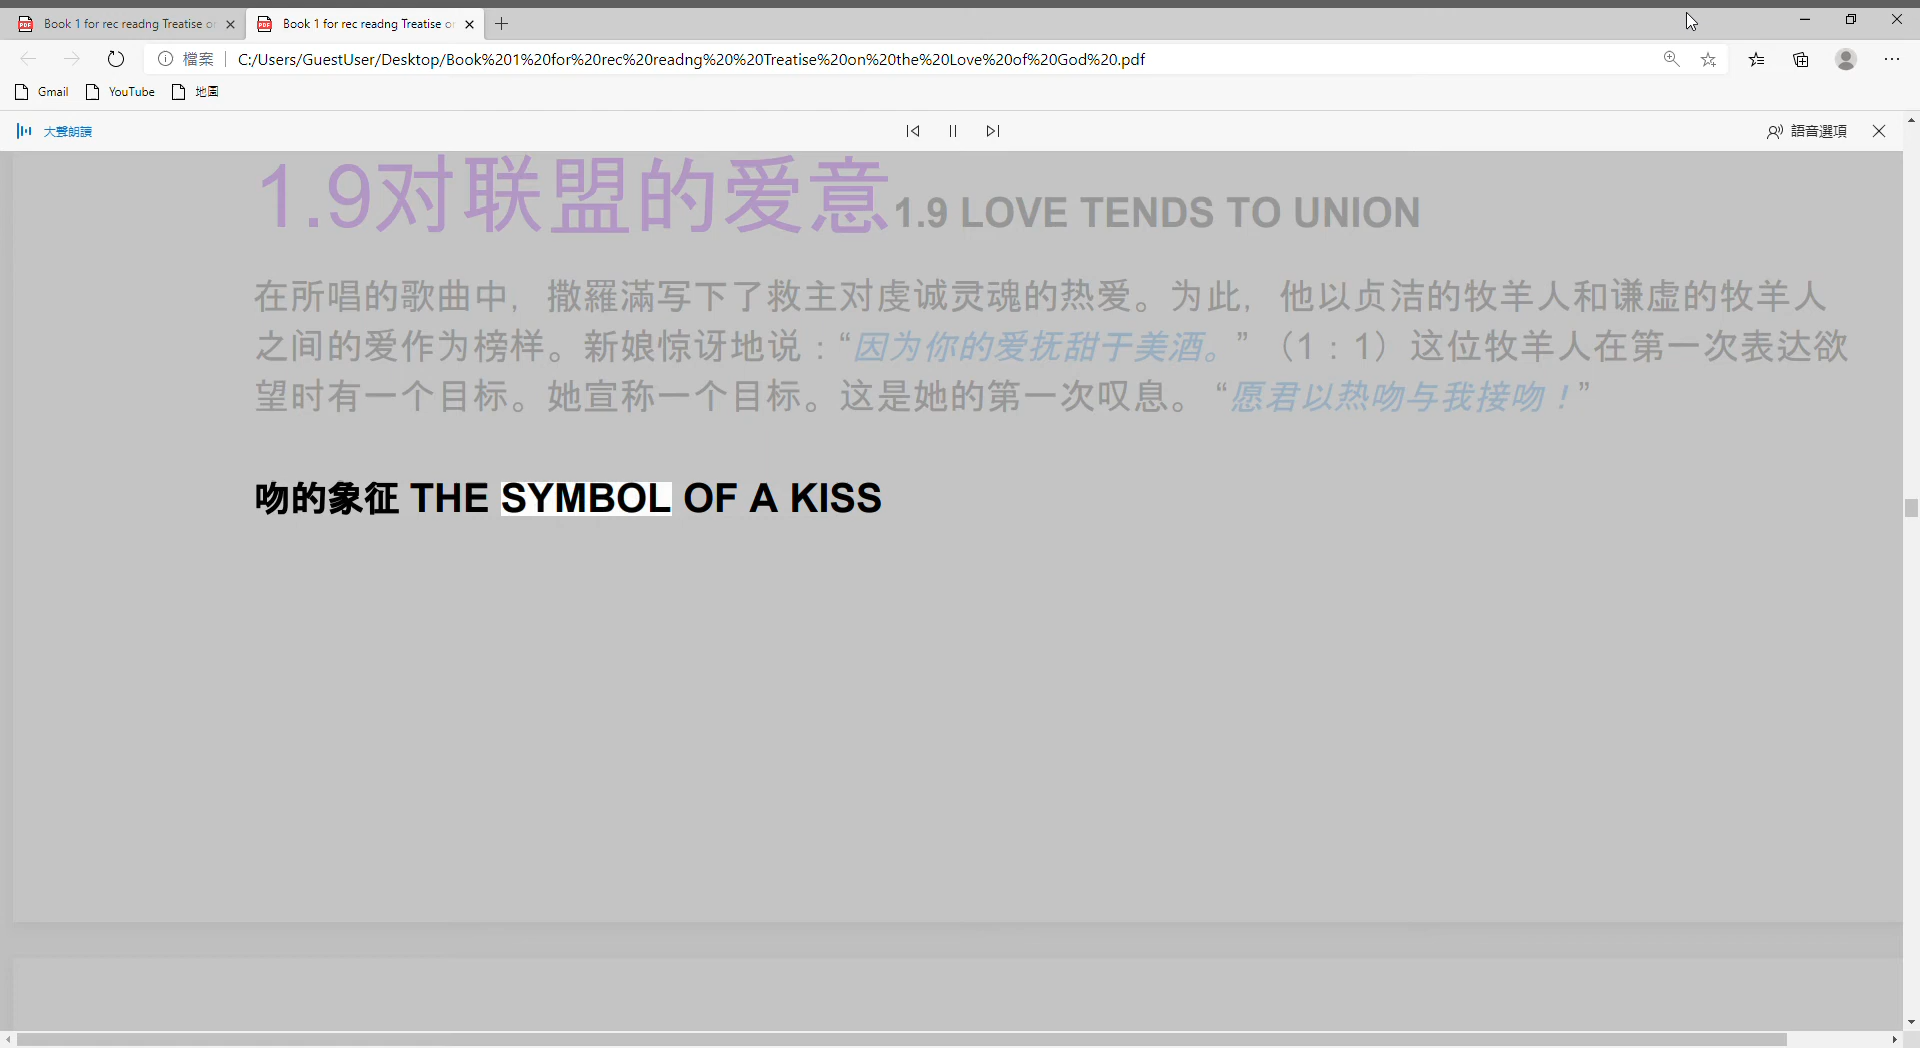 Book 1 for rec readng Treatise or
Book 1 for rec readng Treatise or
檔案
C:/Users/GuestUser/Desktop/Book%201%20for%20rec%20readng%20%20Treatise%20on%20the%20Love%20of%20God%20.pdf
Gmail YouTube 地圖
大聲朗讀
語音選項
1.9对联盟的爱意1.9 LOVE TENDS TO UNION
在所唱的歌曲中，撒羅滿写下了救主对虔诚灵魂的热爱。为此，他以贞洁的牧羊人和谦虚的牧羊人
之间的爱作为榜样。新娘惊讶地说：“因为你的爱抚甜于美酒。”（1：1）这位牧羊人在第一次表达欲
望时有一个目标。她宣称一个目标。这是她的第一次叹息。“愿君以热吻与我接吻！”
吻的象征 THE SYMBOL OF A KISS